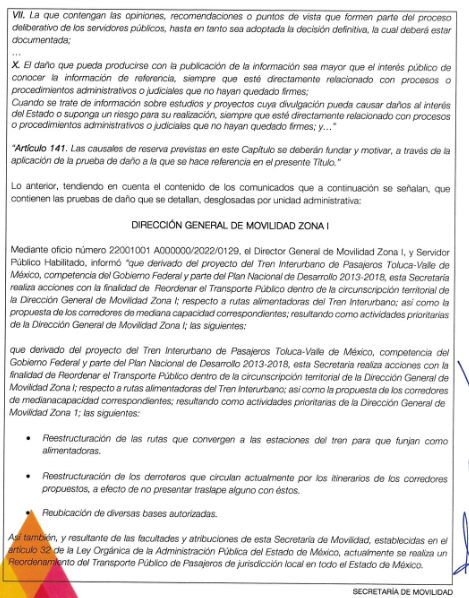 VII. La que contengan las opiniones, recomendaciones o puntos de vista que formen parte del proceso
deliberativo de los servidores públicos, hasta en tanto sea adoptada la decisión definitiva, la cual deberá estar
documentada;
…
X. El daño que pueda producirse con la publicación de la información sea mayor que el interés público de
conocer la información de referencia, siempre que esté directamente relacionado con procesos o
procedimientos administrativos o judiciales que no hayan quedado firmes;
Cuando se trate de información sobre estudios y proyectos cuya divulgación pueda causar daños al interés
del Estado o suponga un riesgo para su realización, siempre que esté directamente relacionado con procesos
o procedimientos administrativos o judiciales que no hayan quedado firmes; y…"
"Artículo 141. Las causales de reserva previstas en este Capítulo se deberán fundar y motivar, a través de la
aplicación de la prueba de daño a la que se hace referencia en el presente Título."
Lo anterior, tendiendo en cuenta el contenido de los comunicados que a continuación se señalan, que
contienen las pruebas de daño que se detallan, desglosadas por unidad administrativa:
DIRECCIÓN GENERAL DE MOVILIDAD ZONA I
Mediante oficio número 22001001 A000000/2022/0129, el Director General de Movilidad Zona I, y Servidor
Público Habilitado, informó "que derivado del proyecto del Tren Interurbano de Pasajeros Toluca-Valle de
México, competencia del Gobierno Federal y parte del Plan Nacional de Desarrollo 2013-2018, esta Secretaría
realiza acciones con la finalidad de Reordenar el Transporte Público dentro de la circunscripción territorial de
la Dirección General de Movilidad Zona I; respecto a rutas alimentadoras del Tren Interurbano; así como la
propuesta de los corredores de mediana capacidad correspondientes; resultando como actividades prioritarias
de la Dirección General de Movilidad Zona I; las siguientes:
que derivado del proyecto del Tren Interurbano de Pasajeros Toluca-Valle de México, competencia del
Gobierno Federal y parte del Plan Nacional de Desarrollo 2013-2018, esta Secretaría realiza acciones con la
finalidad de Reordenar el Transporte Público dentro de la circunscripción territorial de la Dirección General de
Movilidad Zona I; respecto a rutas alimentadoras del Tren Interurbano; así como la propuesta de los corredores
de medianacapacidad correspondientes; resultando como actividades prioritarias de la Dirección General de
Movilidad Zona 1; las siguientes:
• Reestructuración de las rutas que convergen a las estaciones del tren para que funjan como
alimentadoras.
• Reestructuración de los derroteros que circulan actualmente por los itinerarios de los corredores
propuestos, a efecto de no presentar traslape alguno con éstos.
• Reubicación de diversas bases autorizadas.
Así también, y resultante de las facultades y atribuciones de esta Secretaría de Movilidad, establecidas en el
artículo 32 de la Ley Orgánica de la Administración Pública del Estado de México, actualmente se realiza un
Reordenamiento del Transporte Público de Pasajeros de jurisdicción local en todo el Estado de México.
SECRETARÍA DE MOVILIDAD